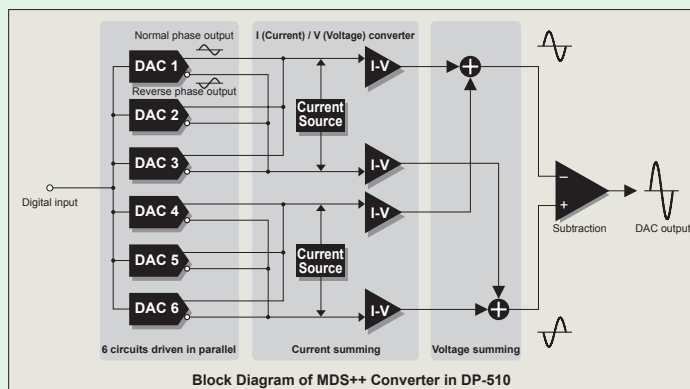 Normal phase output
I (Current) / V (Voltage) converter
DAC 1
I-V
+
Reverse phase output
DAC 2
Current
Source
DAC 3
I-V
−
Digital input
DAC 4
I-V
+
Subtraction
DAC output
DAC 5
Current
Source
DAC 6
I-V
+
6 circuits driven in parallel
Current summing
Voltage summing
Block Diagram of MDS++ Converter in DP-510